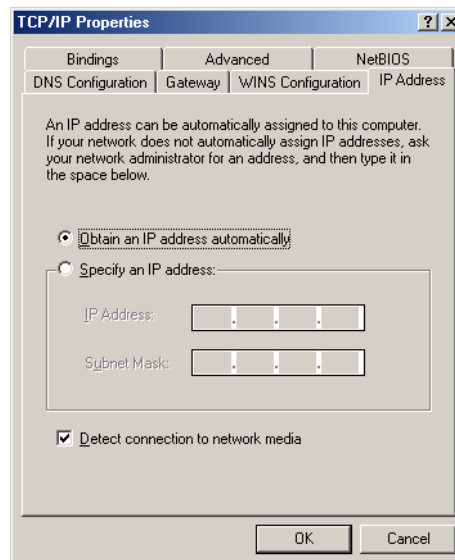 TCP/IP Properties
? ×
Bindings Advanced NetBIOS
DNS Configuration Gateway WINS Configuration IP Address
An IP address can be automatically assigned to this computer.
If your network does not automatically assign IP addresses, ask
your network administrator for an address, and then type it in
the space below.
Obtain an IP address automatically
Specify an IP address:
IP Address:
. . .
Subnet Mask:
. . .
Detect connection to network media
OK Cancel